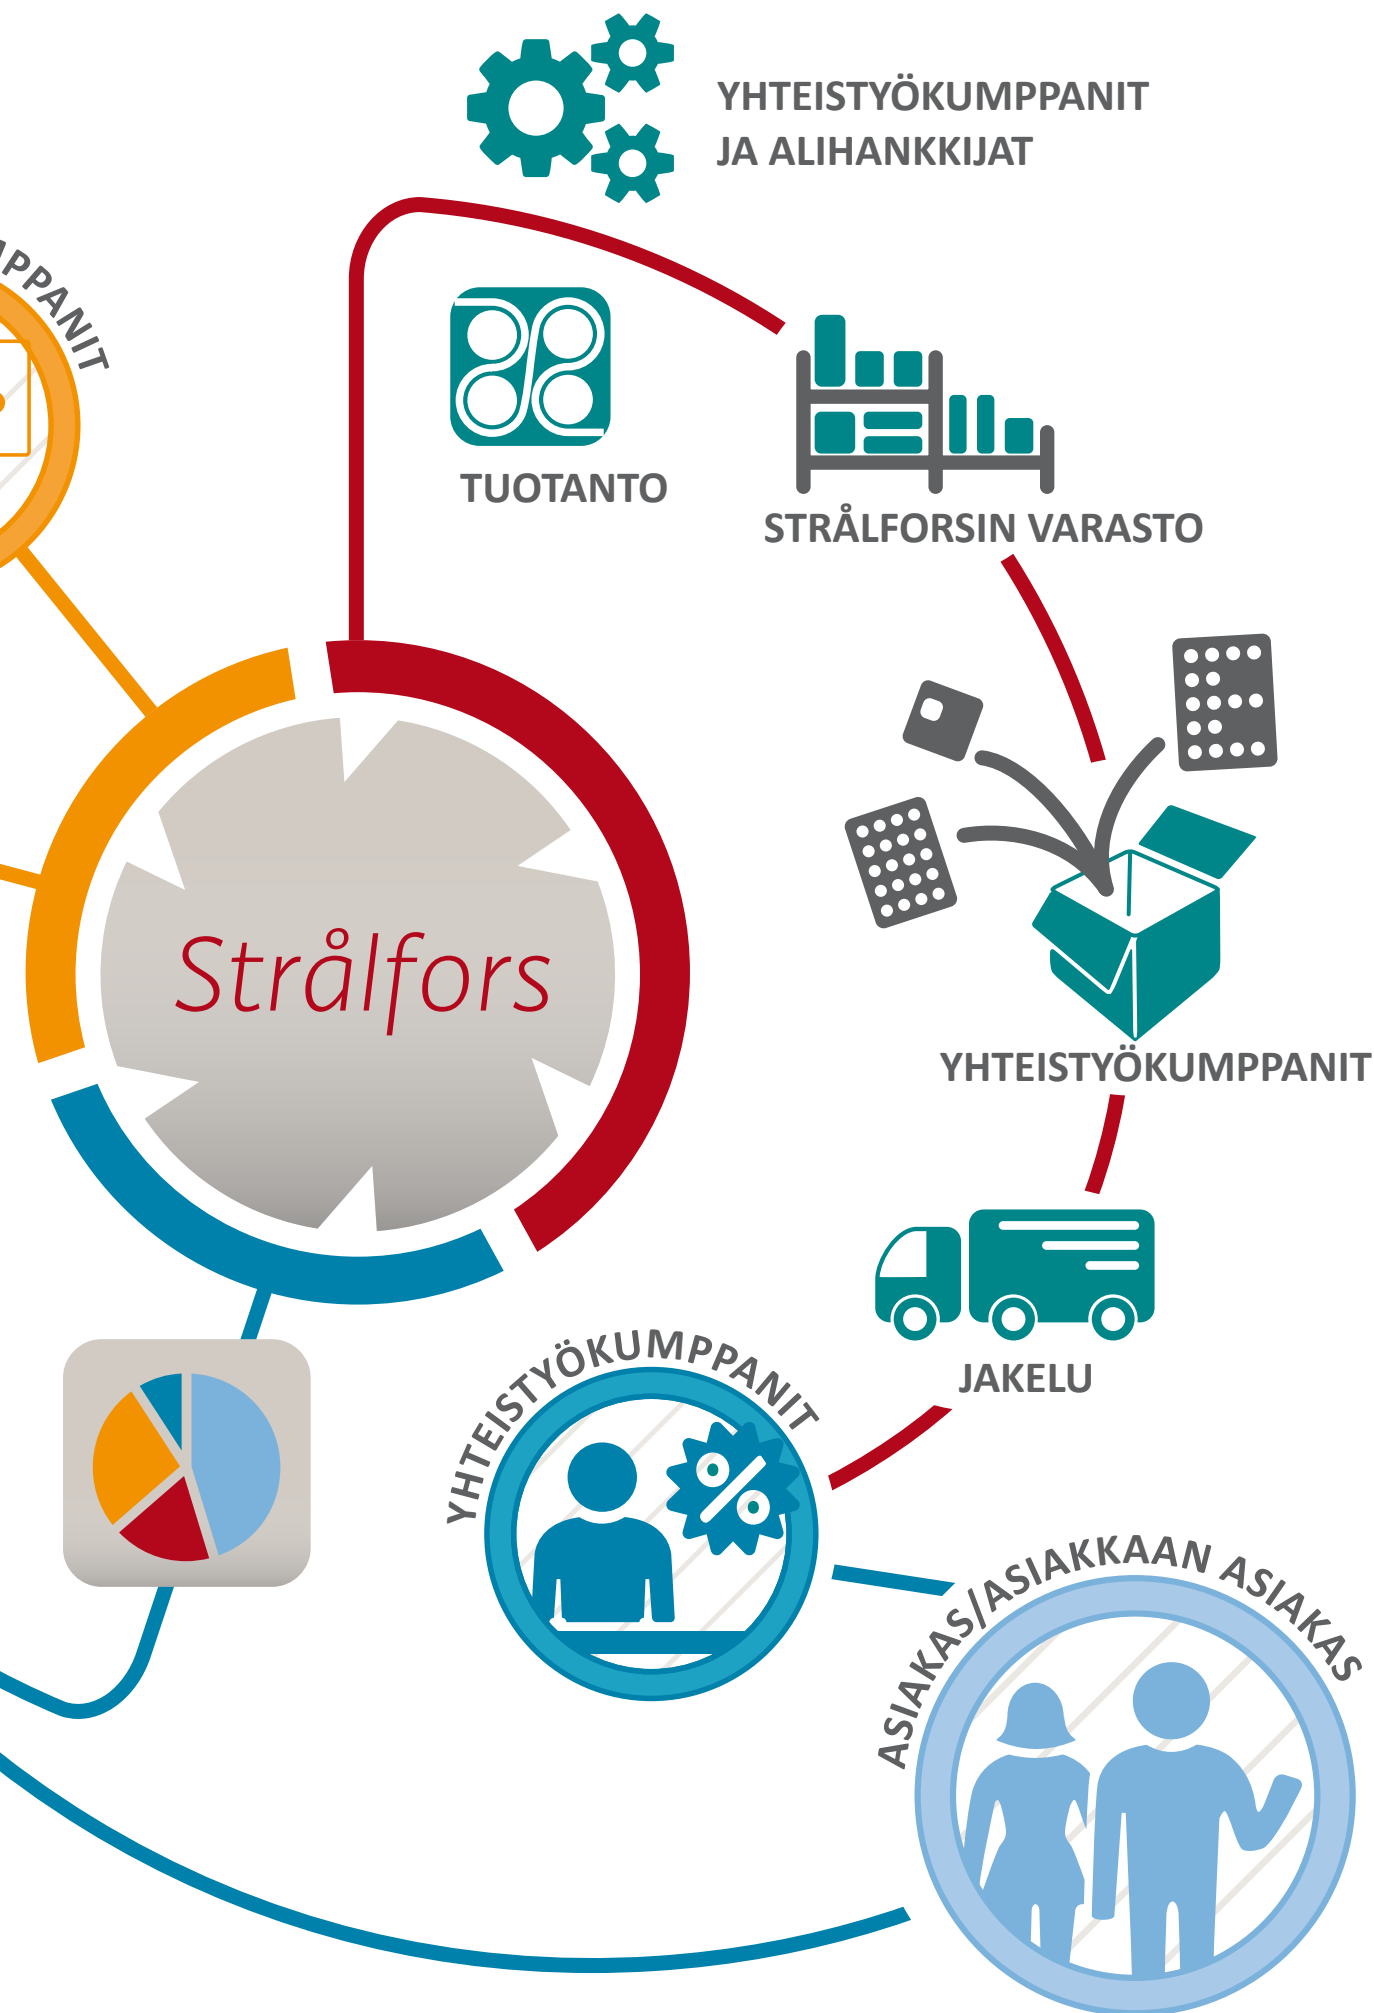 YHTEISTYÖKUMPPANIT
JA ALIHANKKIJAT
TUOTANTO
STRÅLFORSIN VARASTO
Strålfors
YHTEISTYÖKUMPPANIT
JAKELU
YHTEISTYÖKUMPPANIT
ASIAKAS/ASIAKKAAN ASIAKAS